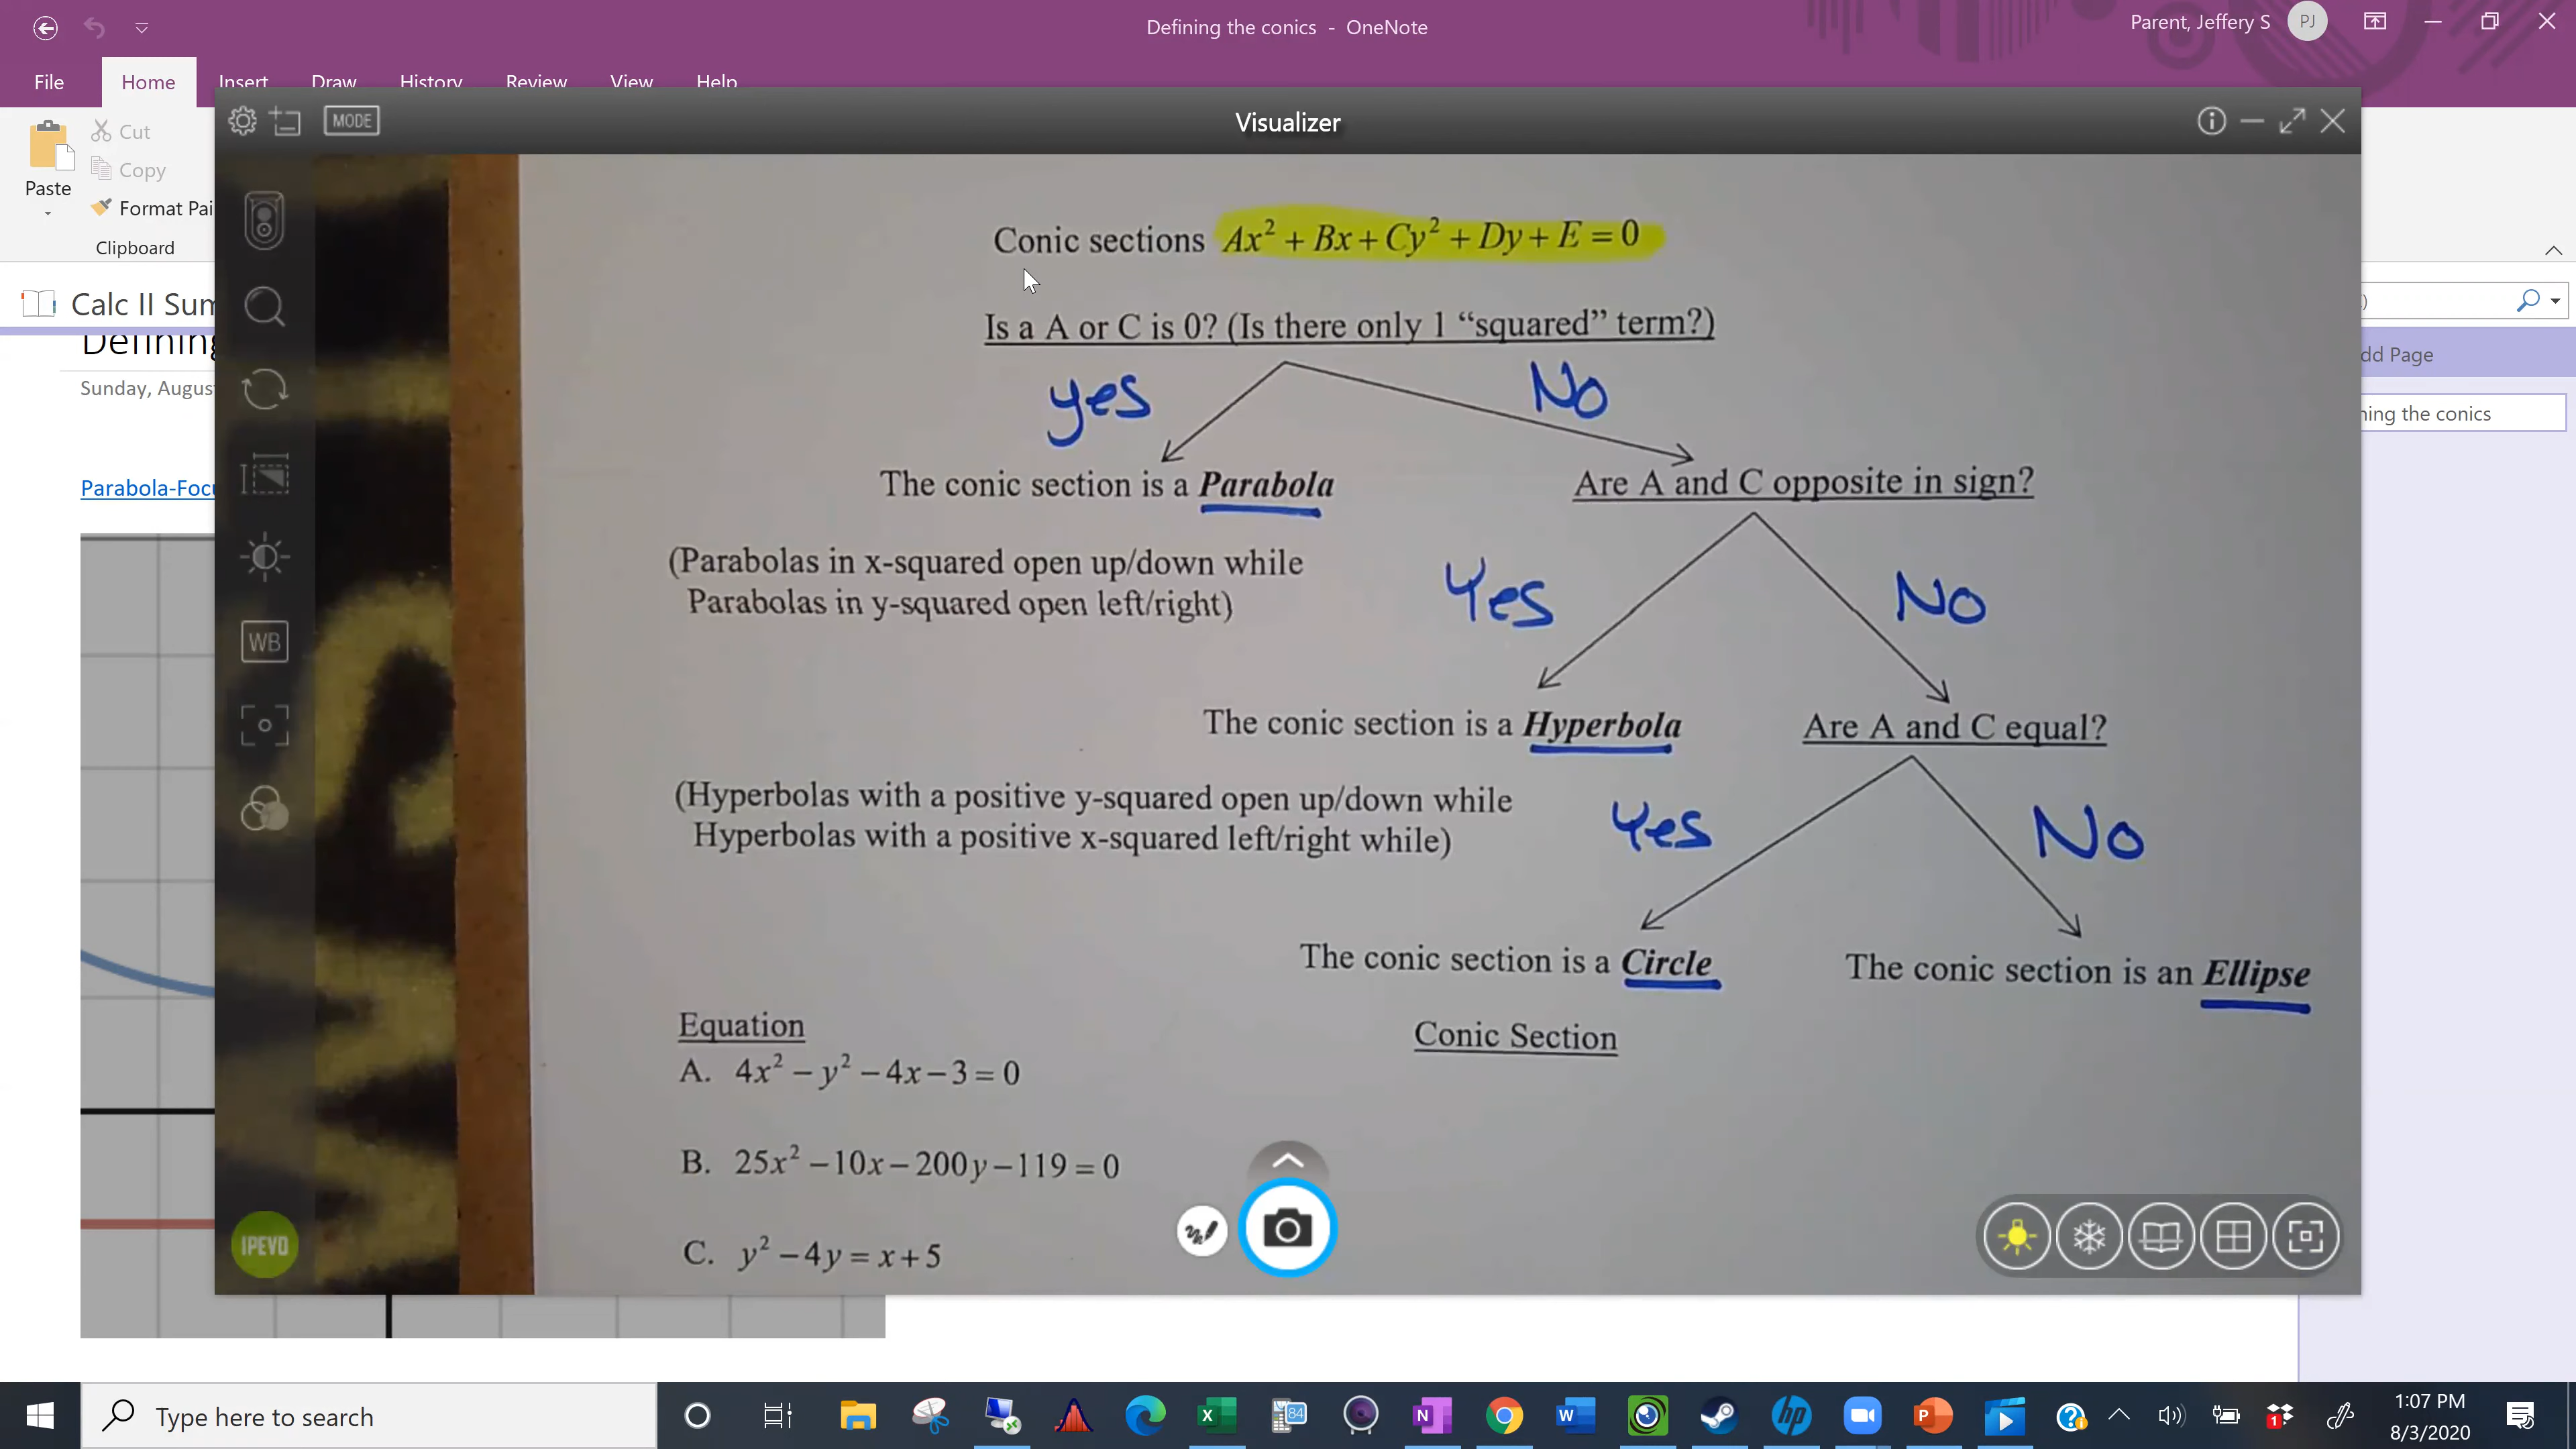 Defining the conics - OneNote
Parent, Jeffery S
PJ
File
Home
Insert
Draw
History
Review
View
Help
Paste
Cut
Copy
Format Pai
Clipboard
Calc II Sum
Defining
Sunday, Augus
Parabola-Focu
dd Page
ning the conics
MODE
Visualizer
WB
IPEVO
Conic sections Ax² + Bx + Cy² + Dy + E = 0
Is a A or C is 0? (Is there only 1 “squared” term?)
yes
No
The conic section is a Parabola
Are A and C opposite in sign?
(Parabolas in x-squared open up/down while
Parabolas in y-squared open left/right)
Yes
No
The conic section is a Hyperbola
Are A and C equal?
(Hyperbolas with a positive y-squared open up/down while
Hyperbolas with a positive x-squared left/right while)
Yes
No
The conic section is a Circle
The conic section is an Ellipse
Equation
Conic Section
A. 4x² − y² − 4x − 3 = 0
B. 25x² − 10x − 200y − 119 = 0
C. y² − 4y = x + 5
Type here to search
84
1
1:07 PM
8/3/2020